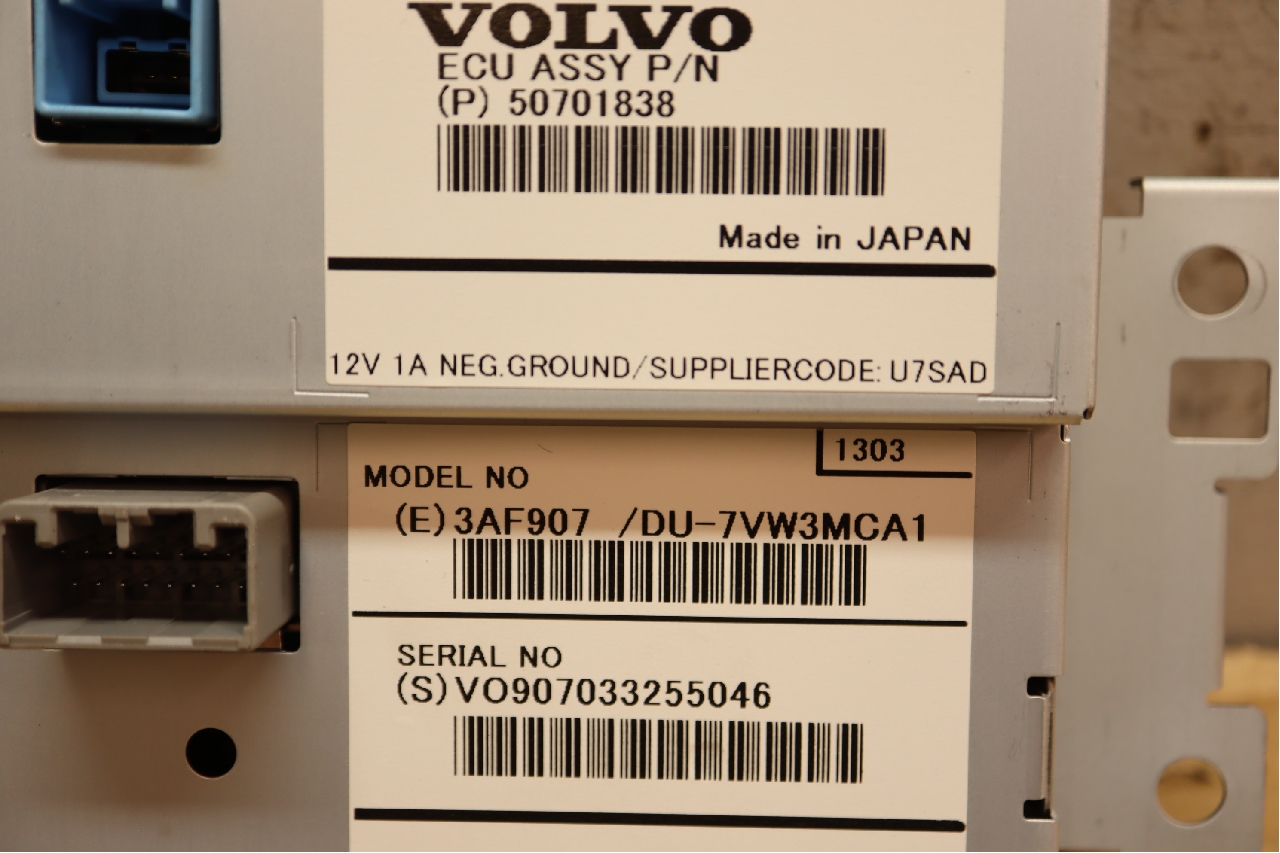 VOLVO
ECU ASSY P/N
(P) 50701838
Made in JAPAN
12V 1A NEG.GROUND/SUPPLIERCODE: U7SAD
1303
MODEL NO
(E) 3AF907 /DU-7VW3MCA1
SERIAL NO
(S) VO907033255046